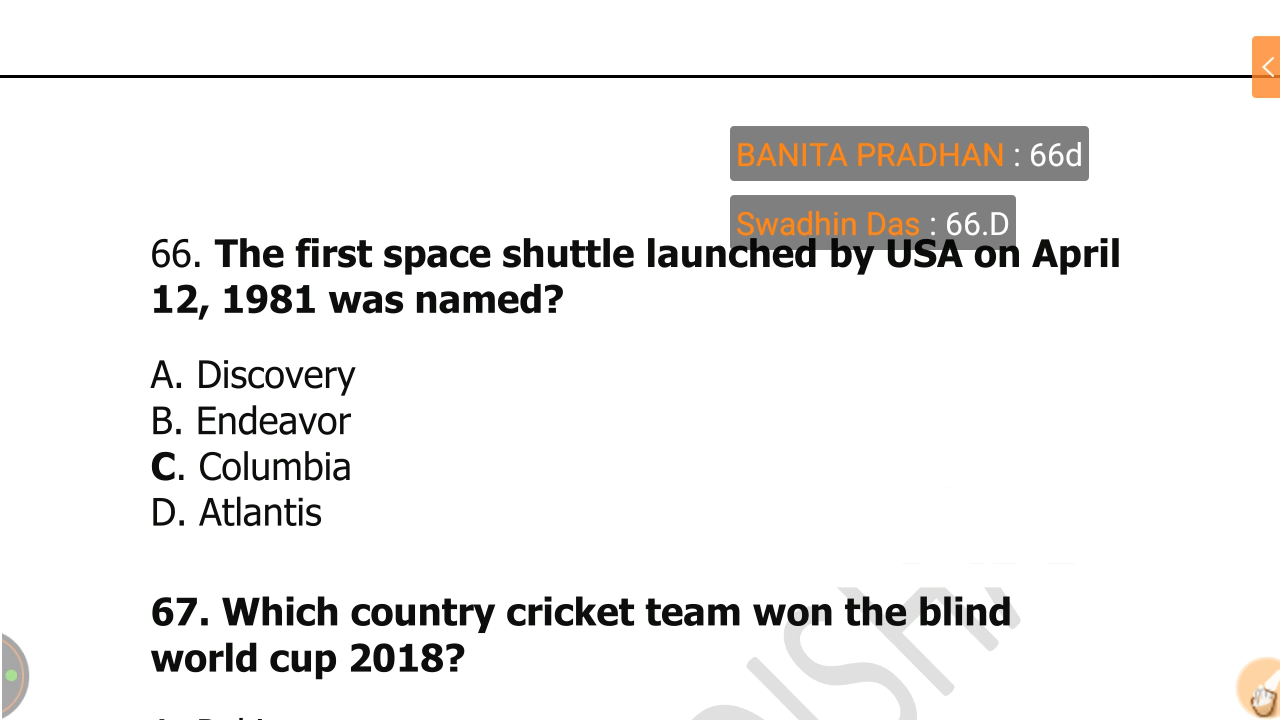 BANITA PRADHAN : 66d
Swadhin Das : 66.D
66. The first space shuttle launched by USA on April
12, 1981 was named?
A. Discovery
B. Endeavor
C. Columbia
D. Atlantis
67. Which country cricket team won the blind
world cup 2018?